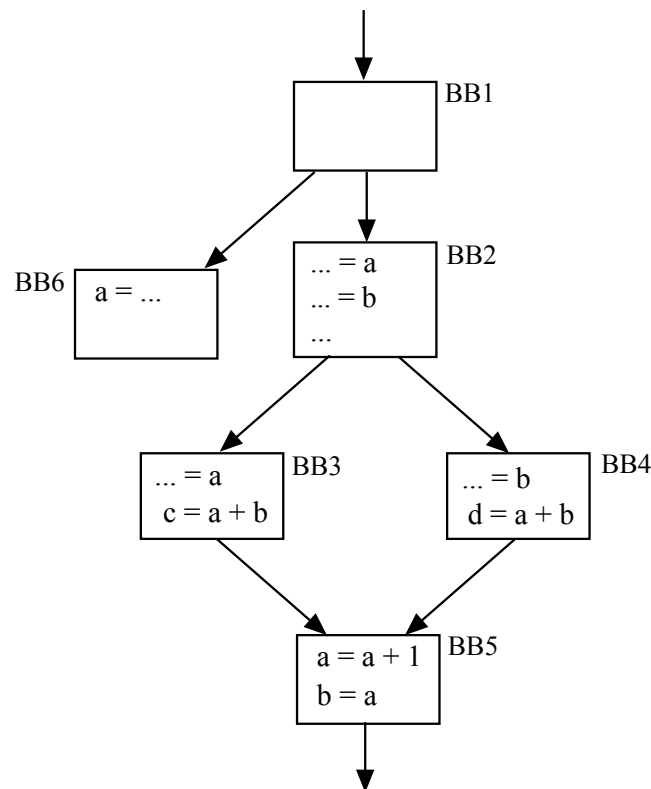 BB1
BB2
... = a
... = b
...
BB6
a = ...
BB3
... = a
c = a + b
BB4
... = b
d = a + b
BB5
a = a + 1
b = a